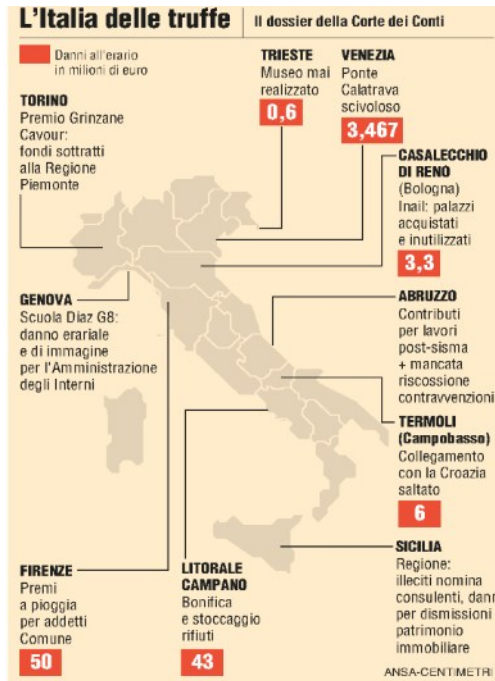 L'Italia delle truffe
Il dossier della Corte dei Conti
Danni all'erario
in milioni di euro
TORINO
Premio Grinzane
Cavour:
fondi sottratti
alla Regione
Piemonte
TRIESTE
Museo mai
realizzato
0,6
VENEZIA
Ponte
Calatrava
scivoloso
3,467
CASALECCHIO
DI RENO
(Bologna)
Inail: palazzi
acquistati
e inutilizzati
3,3
GENOVA
Scuola Diaz G8:
danno erariale
e di immagine
per l'Amministrazione
degli Interni
ABRUZZO
Contributi
per lavori
post-sisma
+ mancata
riscossione
contravvenzioni
TERMOLI
(Campobasso)
Collegamento
con la Croazia
saltato
6
FIRENZE
Premi
a pioggia
per addetti
Comune
50
LITORALE
CAMPANO
Bonifica
e stoccaggio
rifiuti
43
SICILIA
Regione:
illeciti nomina
consulenti, dann
per dismissioni
patrimonio
immobiliare
ANSA-CENTIMETRI